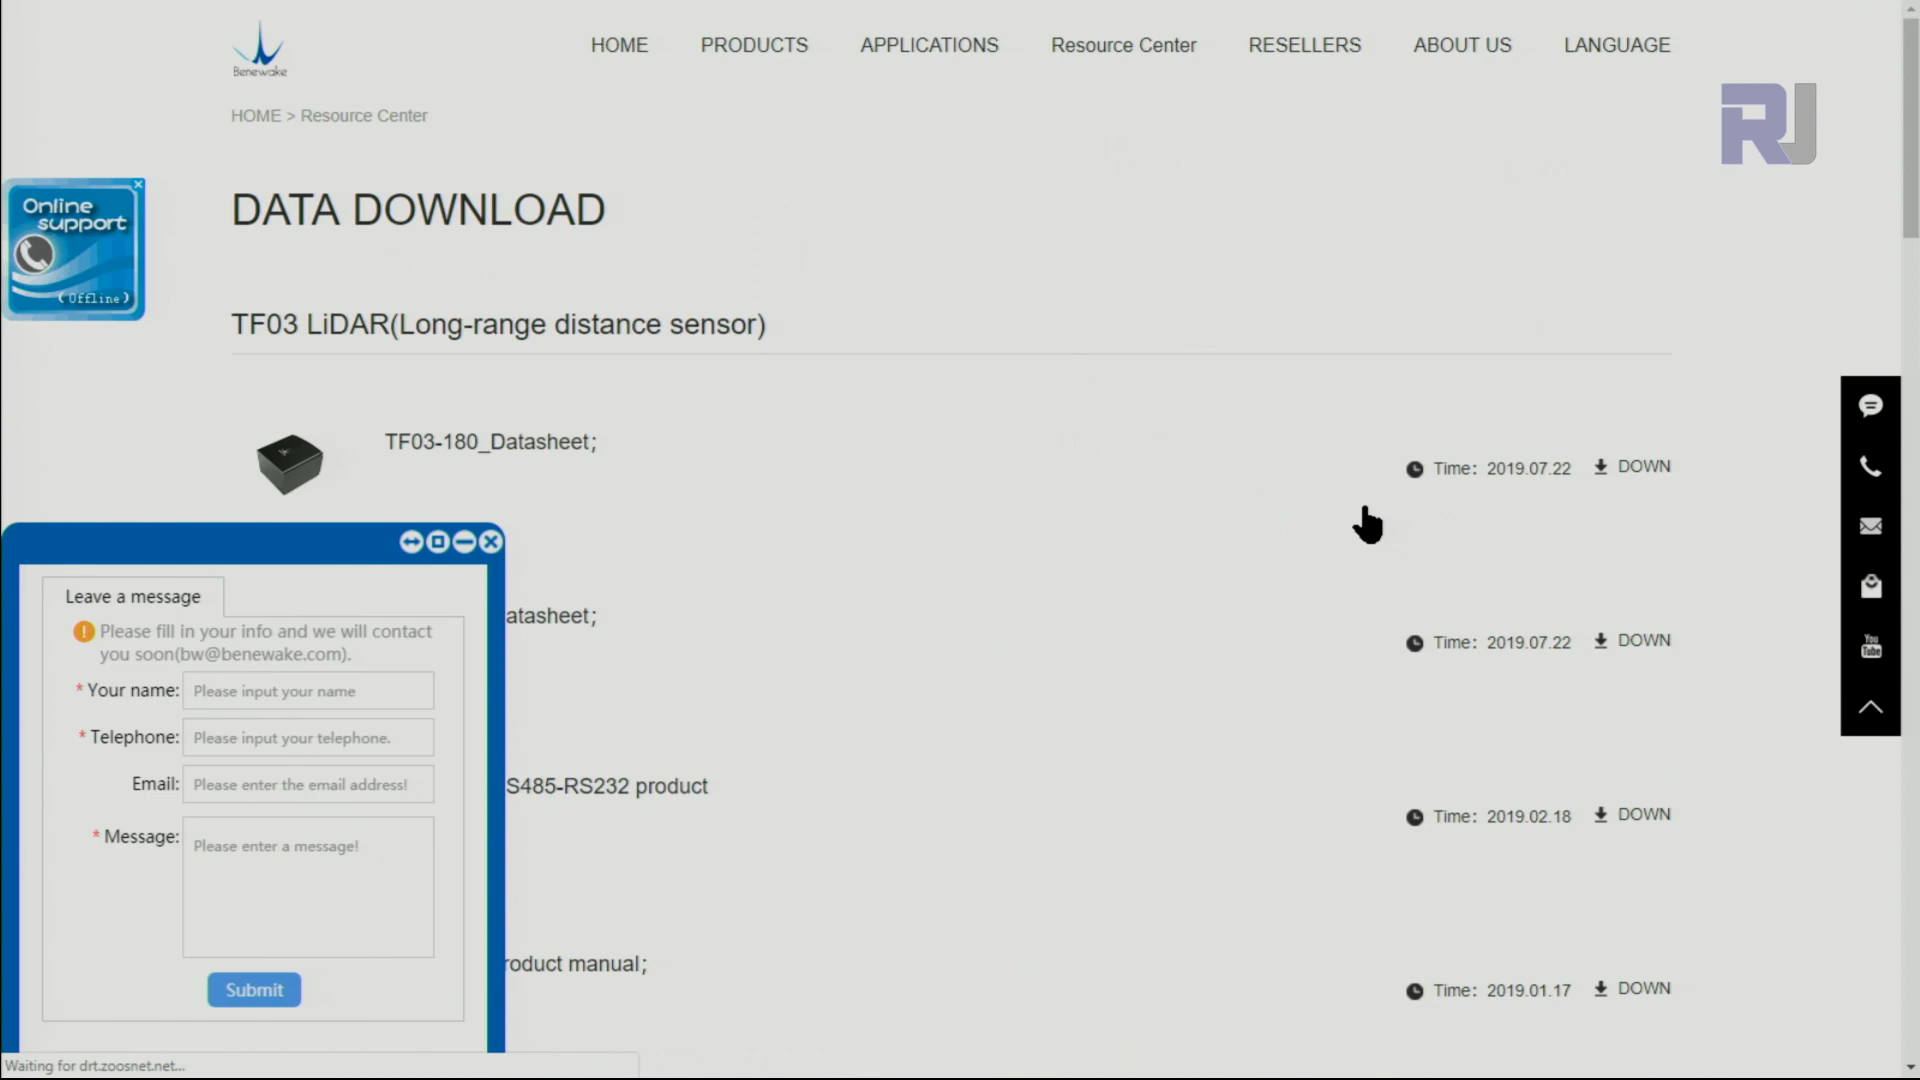 Benewake
HOME
PRODUCTS
APPLICATIONS
Resource Center
RESELLERS
ABOUT US
LANGUAGE
RJ
HOME > Resource Center
Online
support
(Offline)
DATA DOWNLOAD
TF03 LiDAR(Long-range distance sensor)
TF03-180_Datasheet;
Time: 2019.07.22 DOWN
atasheet;
Time: 2019.07.22 DOWN
S485-RS232 product
Time: 2019.02.18 DOWN
roduct manual;
Time: 2019.01.17 DOWN
Leave a message
Please fill in your info and we will contact
you soon(bw@benewake.com).
* Your name: Please input your name
* Telephone: Please input your telephone.
Email: Please enter the email address!
* Message: Please enter a message!
Submit
You
Tube
Waiting for drt.zoosnet.net...